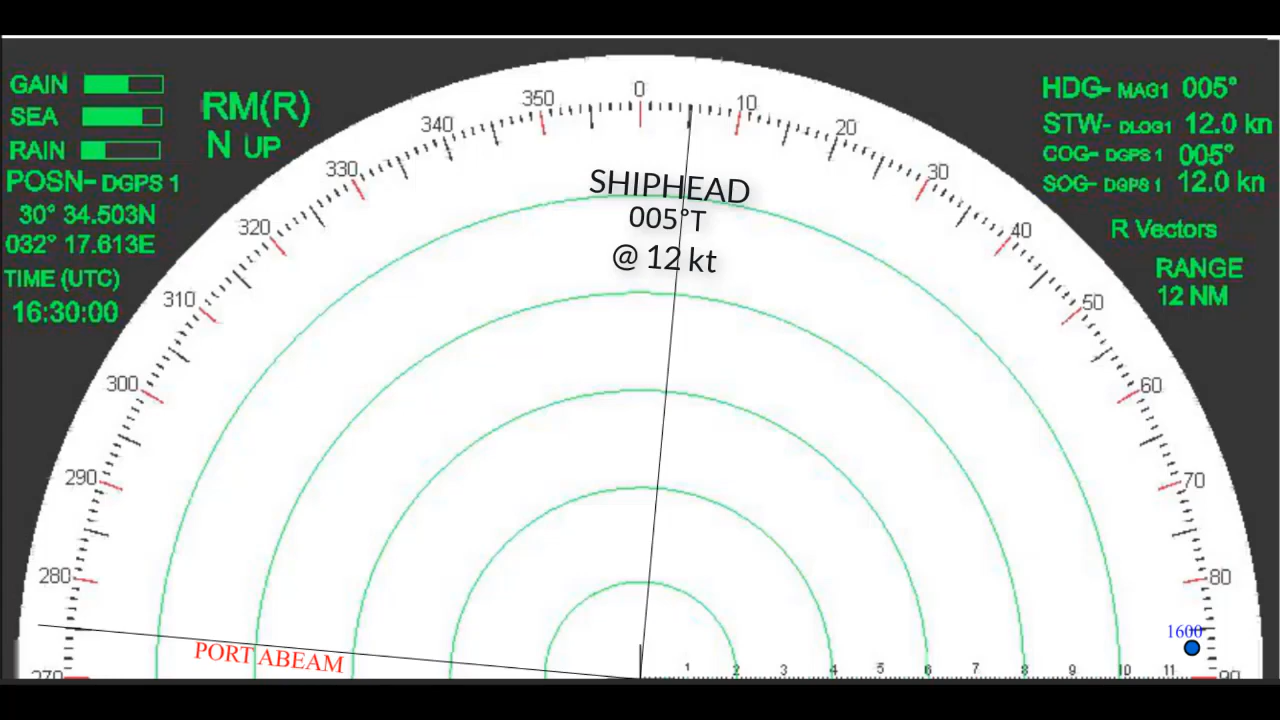 GAIN
SEA
RAIN
POSN- DGPS 1
30° 34.503N
032° 17.613E
TIME (UTC)
16:30:00
RM(R)
N UP
HDG- MAG1 005°
STW- DLOG1 12.0 kn
COG- DGPS 1 005°
SOG- DGPS 1 12.0 kn
R Vectors
RANGE
12 NM
270
280
290
300
310
320
330
340
350
0
10
20
30
40
50
60
70
80
90
SHIPHEAD
005°T
@ 12 kt
1600
PORT ABEAM
1 2 3 4 5 6 7 8 9 10 11